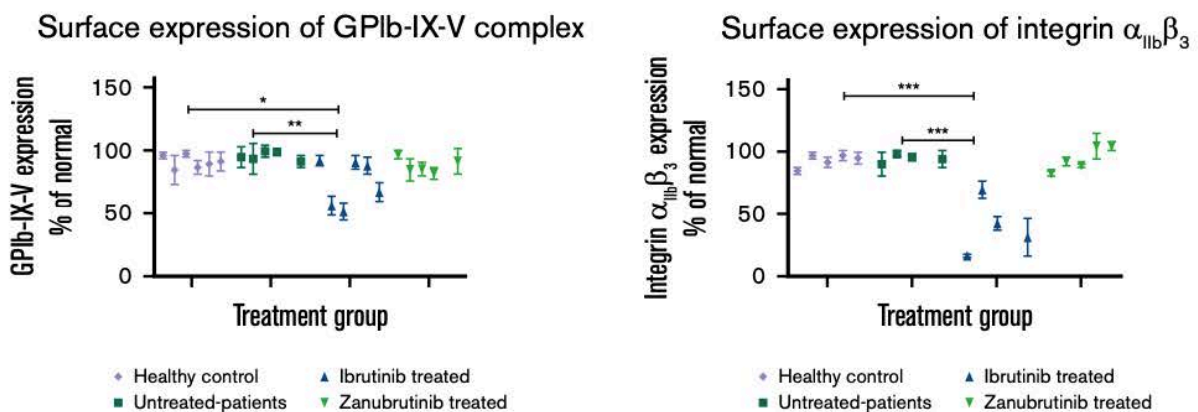 Surface expression of GPIb-IX-V complex
GPIb-IX-V expression
% of normal
150
100
50
0
*
**
Treatment group
Healthy control
Untreated-patients
Ibrutinib treated
Zanubrutinib treated
Surface expression of integrin α_IIbβ_3
Integrin α_IIbβ_3 expression
% of normal
150
100
50
0
***
***
Treatment group
Healthy control
Untreated-patients
Ibrutinib treated
Zanubrutinib treated